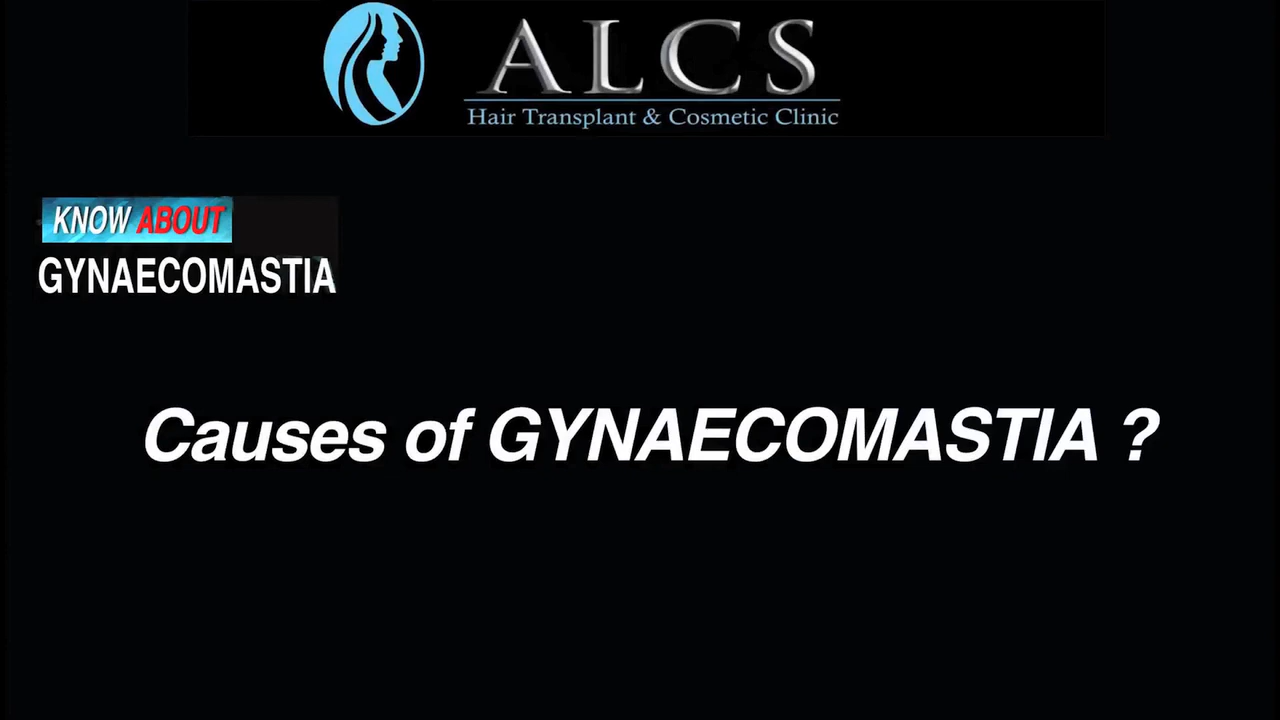 ALCS
Hair Transplant & Cosmetic Clinic
KNOW ABOUT
GYNAECOMASTIA
Causes of GYNAECOMASTIA ?